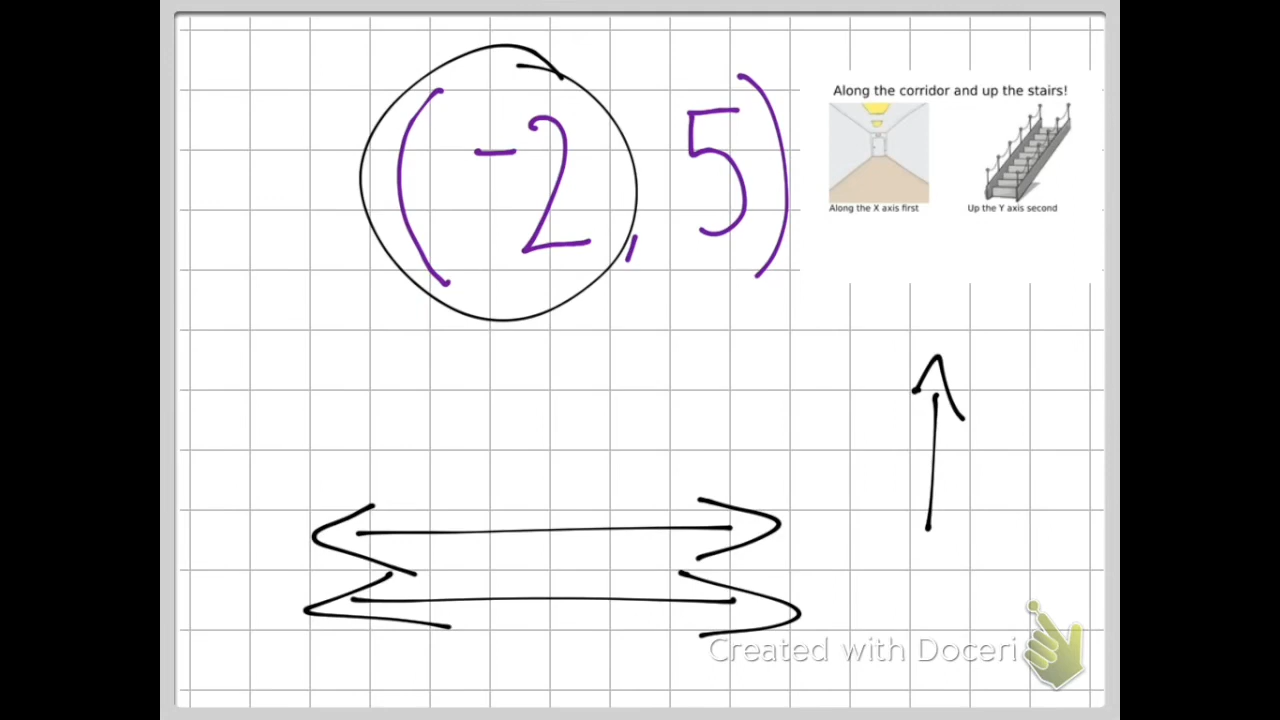 (-2, 5)
Along the corridor and up the stairs!
Along the X axis first
Up the Y axis second
Created with Doceri